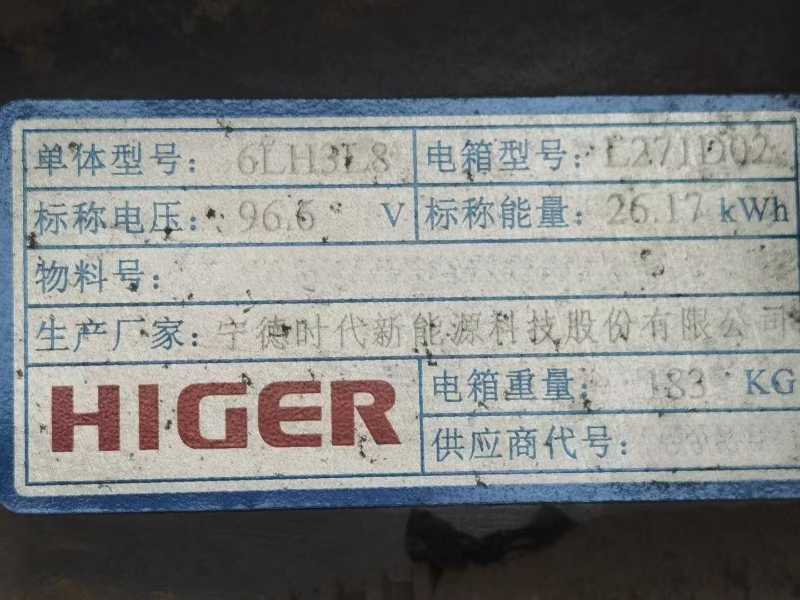 单体型号: 6LH3L8 电箱型号: L271D02
标称电压: 96.6 V 标称能量: 26.17 kWh
物料号:
生产厂家: 宁德时代新能源科技股份有限公司
HIGER 电箱重量: 183 KG
供应商代号: